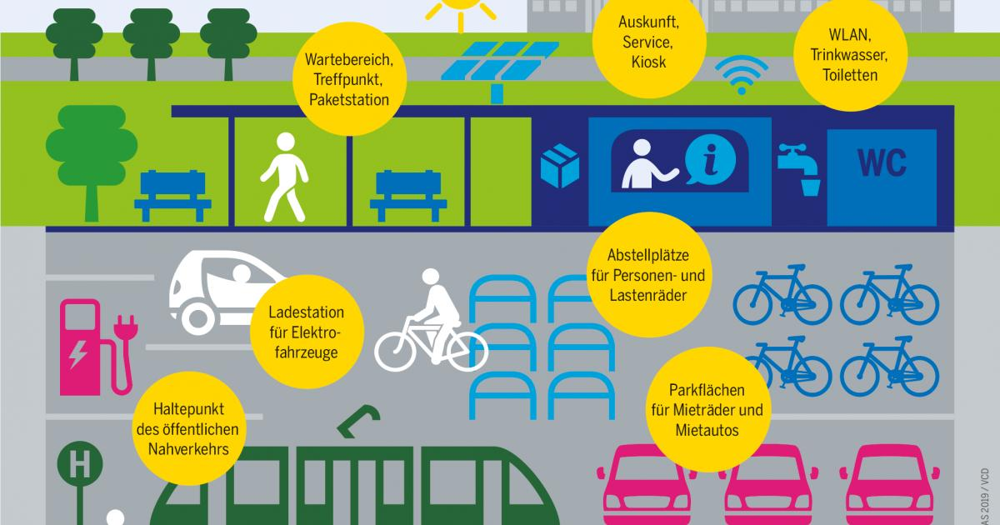 Wartebereich,
Treffpunkt,
Paketstation
Auskunft,
Service,
Kiosk
WLAN,
Trinkwasser,
Toiletten
i
WC
Abstellplätze
für Personen- und
Lastenräder
Ladestation
für Elektro-
fahrzeuge
Parkflächen
für Mieträder und
Mietautos
Haltepunkt
des öffentlichen
Nahverkehrs
H
AS 2019 / VCD